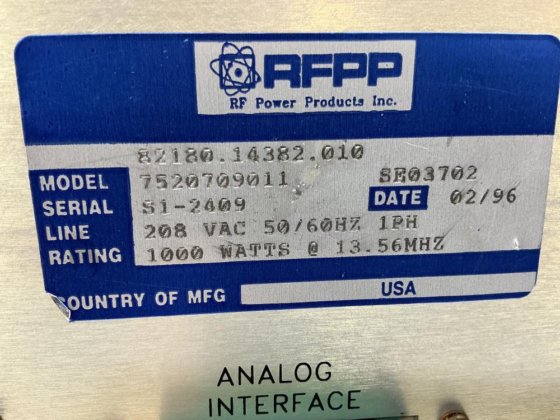 RFPP
RF Power Products Inc.
82180.14382.010
MODEL 7520709011 SE03702
SERIAL S1-2409 DATE 02/96
LINE 208 VAC 50/60HZ 1PH
RATING 1000 WATTS @ 13.56MHZ
COUNTRY OF MFG USA
ANALOG
INTERFACE